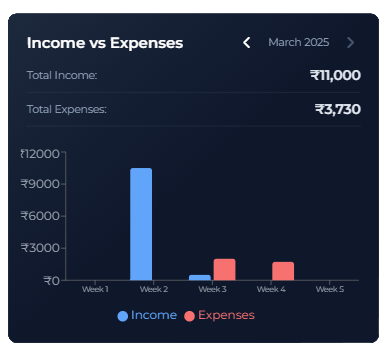 Income vs Expenses
March 2025
Total Income: ₹11,000
Total Expenses: ₹3,730
₹12000
₹9000
₹6000
₹3000
₹0
Week 1 Week 2 Week 3 Week 4 Week 5
Income Expenses